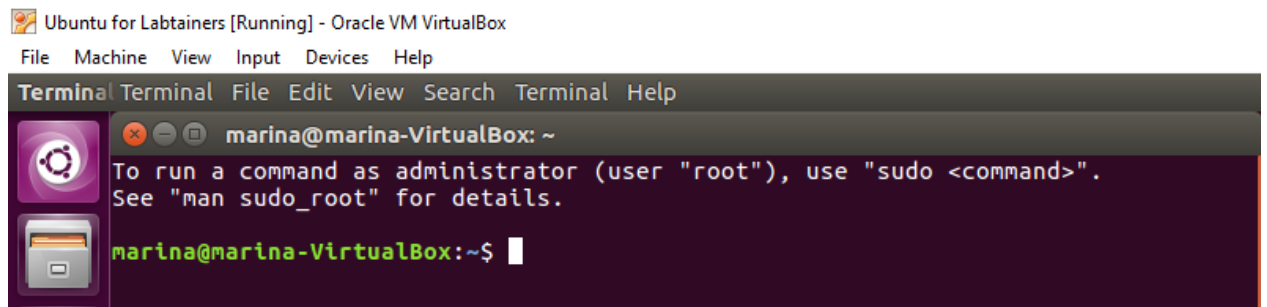 Ubuntu for Labtainers [Running] - Oracle VM VirtualBox
File Machine View Input Devices Help
Terminal Terminal File Edit View Search Terminal Help
marina@marina-VirtualBox: ~
To run a command as administrator (user "root"), use "sudo <command>".
See "man sudo_root" for details.
marina@marina-VirtualBox:~$